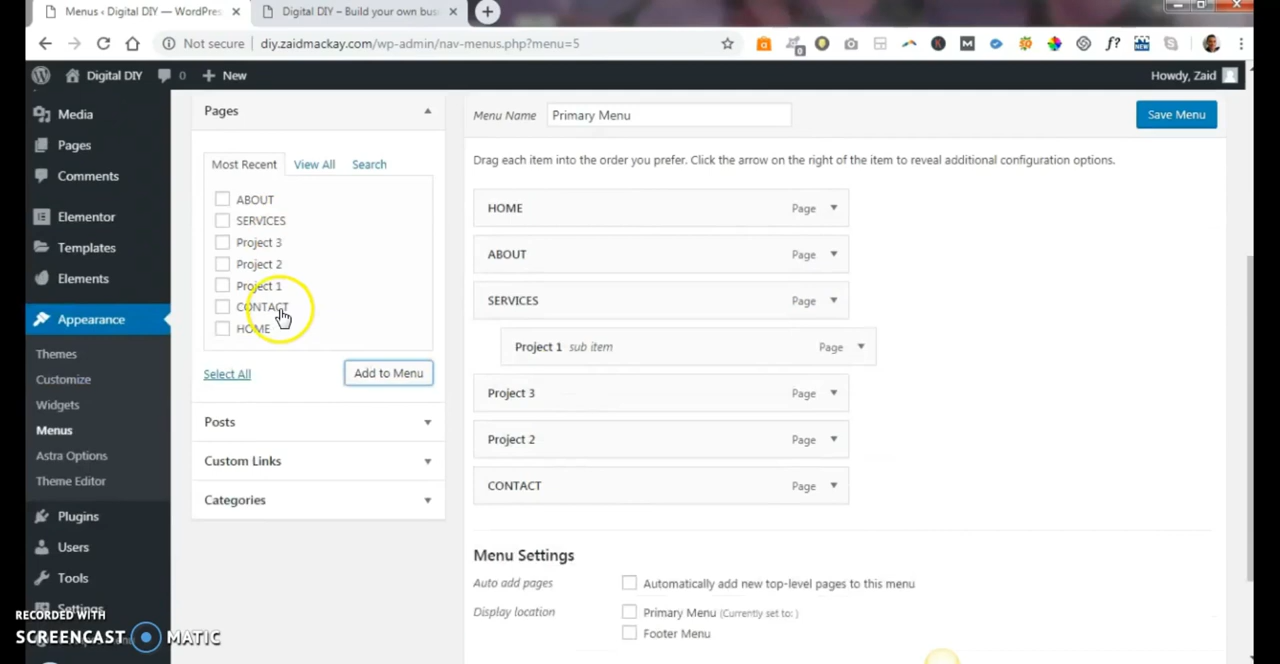 Menus ‹ Digital DIY — WordPres
Digital DIY – Build your own bus
Not secure | diy.zaidmackay.com/wp-admin/nav-menus.php?menu=5
Digital DIY 0 + New
Howdy, Zaid
Media
Pages
Comments
Elementor
Templates
Elements
Appearance
Themes
Customize
Widgets
Menus
Astra Options
Theme Editor
Plugins
Users
Tools
Settings
Pages
Most Recent View All Search
ABOUT
SERVICES
Project 3
Project 2
Project 1
CONTACT
HOME
Select All Add to Menu
Posts
Custom Links
Categories
Menu Name Primary Menu Save Menu
Drag each item into the order you prefer. Click the arrow on the right of the item to reveal additional configuration options.
HOME Page
ABOUT Page
SERVICES Page
Project 1 sub item Page
Project 3 Page
Project 2 Page
CONTACT Page
Menu Settings
Auto add pages Automatically add new top-level pages to this menu
Display location Primary Menu (Currently set to: )
Footer Menu
RECORDED WITH
SCREENCAST MATIC